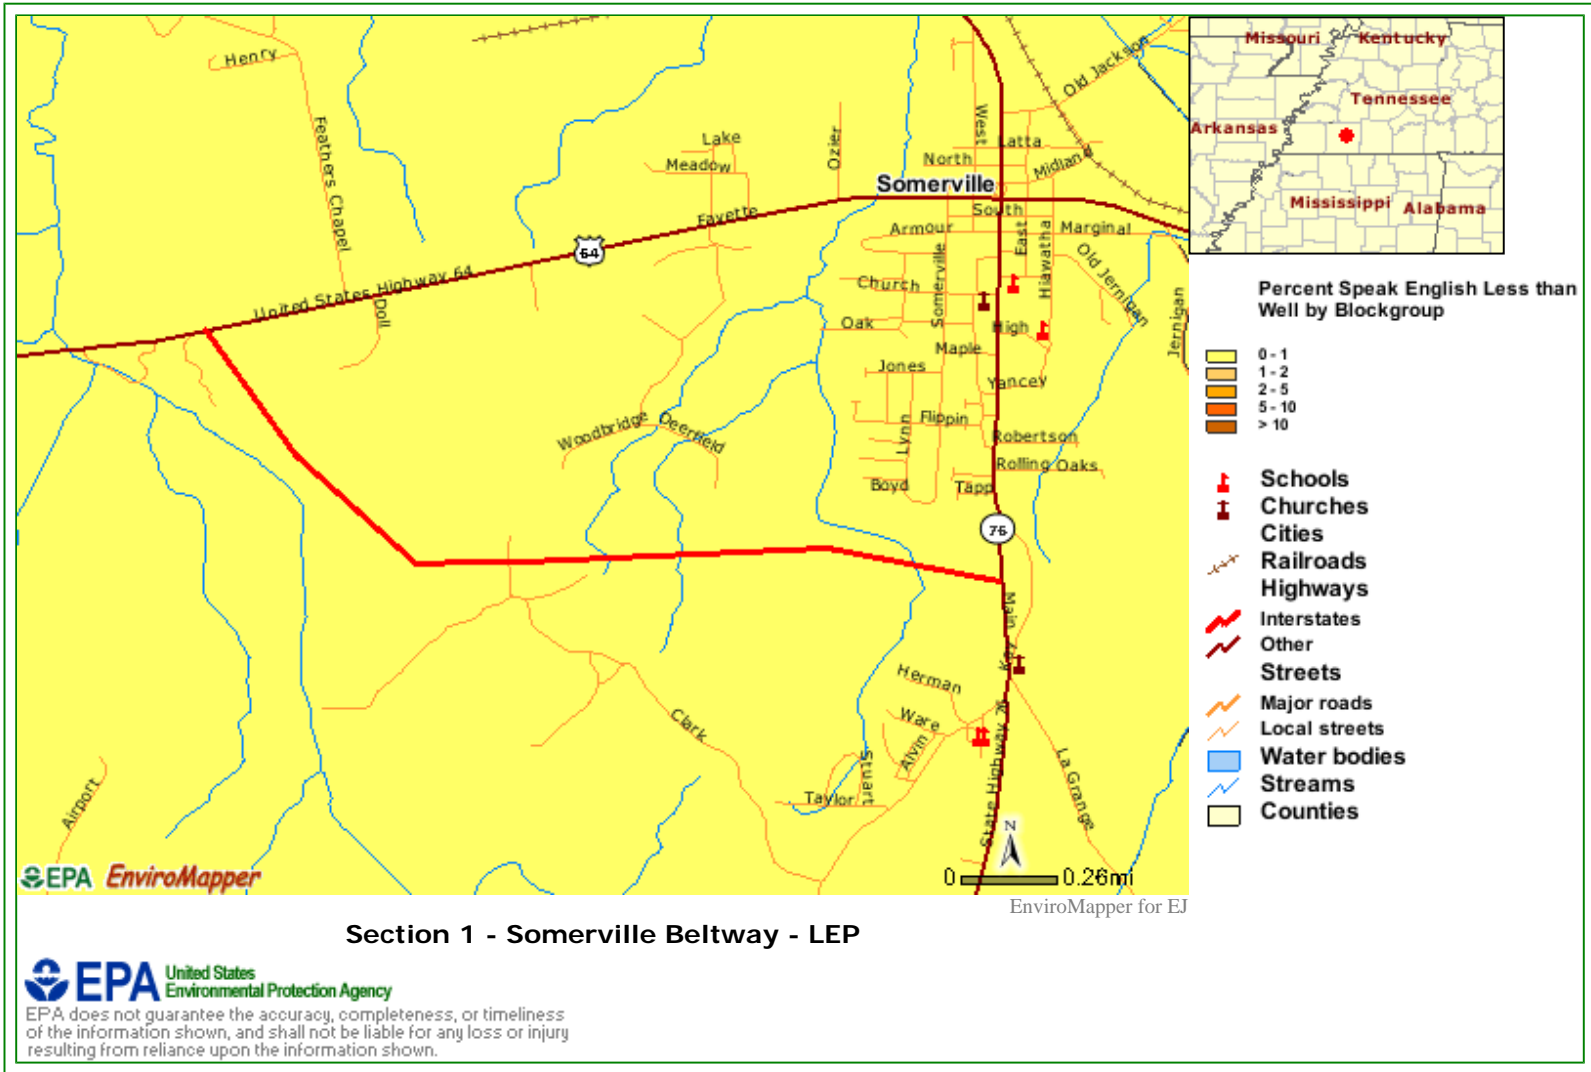 Henry
Feathers Chapel
Lake
Meadow
Ozier
Fayette
64
United States Highway 64
Doll
Somerville
West
Old Jackson
Latta
North
Midland
South
Armour
East
Hiawatha
Marginal
Old Jernigan
Jernigan
Church
Somerville
Oak
High
Maple
Jones
Yancey
Flippin
Lynn
Robertson
Rolling Oaks
Boyd
Tapp
Woodbridge
Deerfield
76
Main
Herman
Ware
Alvin
Clark
Stuart
Taylor
State Highway 76
La Grange
Airport
N
0 0.26mi
EPA EnviroMapper
EnviroMapper for EJ
Missouri
Kentucky
Tennessee
Arkansas
Mississippi
Alabama
Percent Speak English Less than
Well by Blockgroup
0 - 1
1 - 2
2 - 5
5 - 10
> 10
Schools
Churches
Cities
Railroads
Highways
Interstates
Other
Streets
Major roads
Local streets
Water bodies
Streams
Counties
Section 1 - Somerville Beltway - LEP
EPA
United States
Environmental Protection Agency
EPA does not guarantee the accuracy, completeness, or timeliness
of the information shown, and shall not be liable for any loss or injury
resulting from reliance upon the information shown.